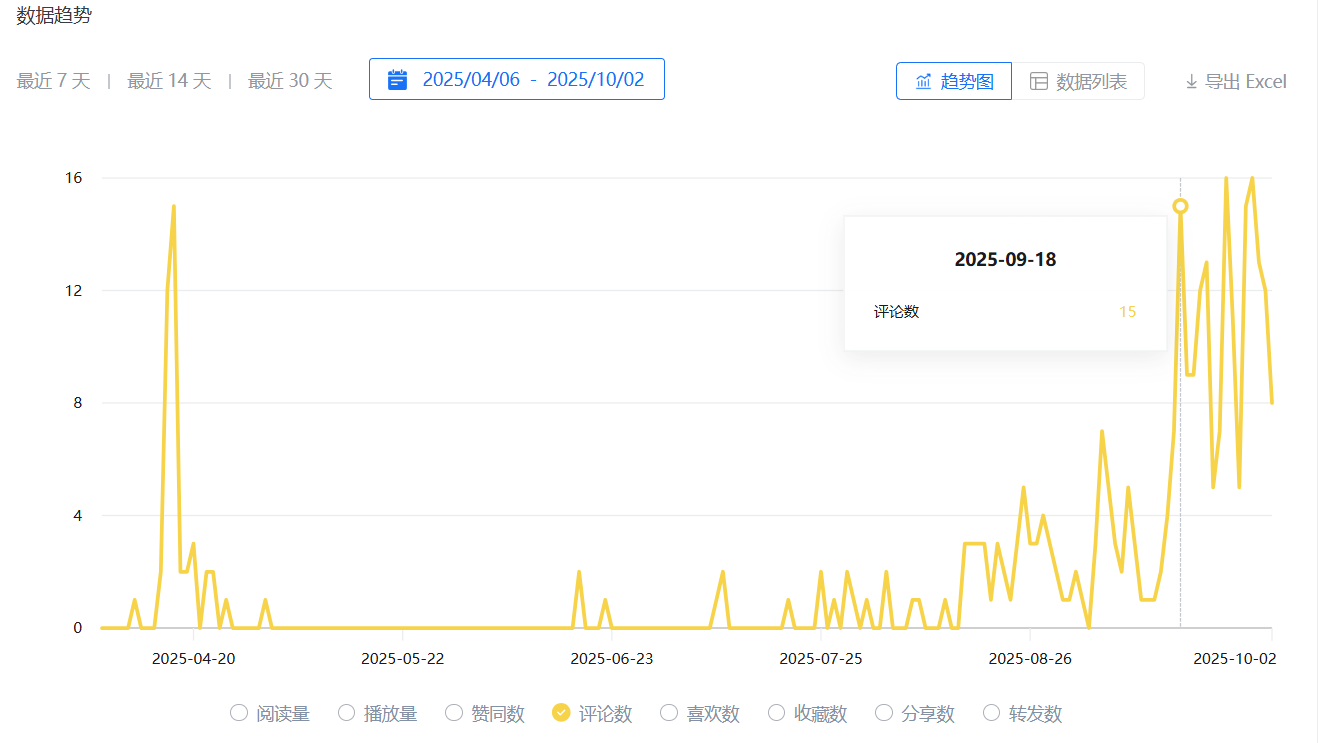 数据趋势
最近 7 天 | 最近 14 天 | 最近 30 天 2025/04/06 - 2025/10/02 趋势图 数据列表 导出 Excel
16
12
8
4
0
2025-09-18
评论数 15
2025-04-20 2025-05-22 2025-06-23 2025-07-25 2025-08-26 2025-10-02
阅读量 播放量 赞同数 评论数 喜欢数 收藏数 分享数 转发数